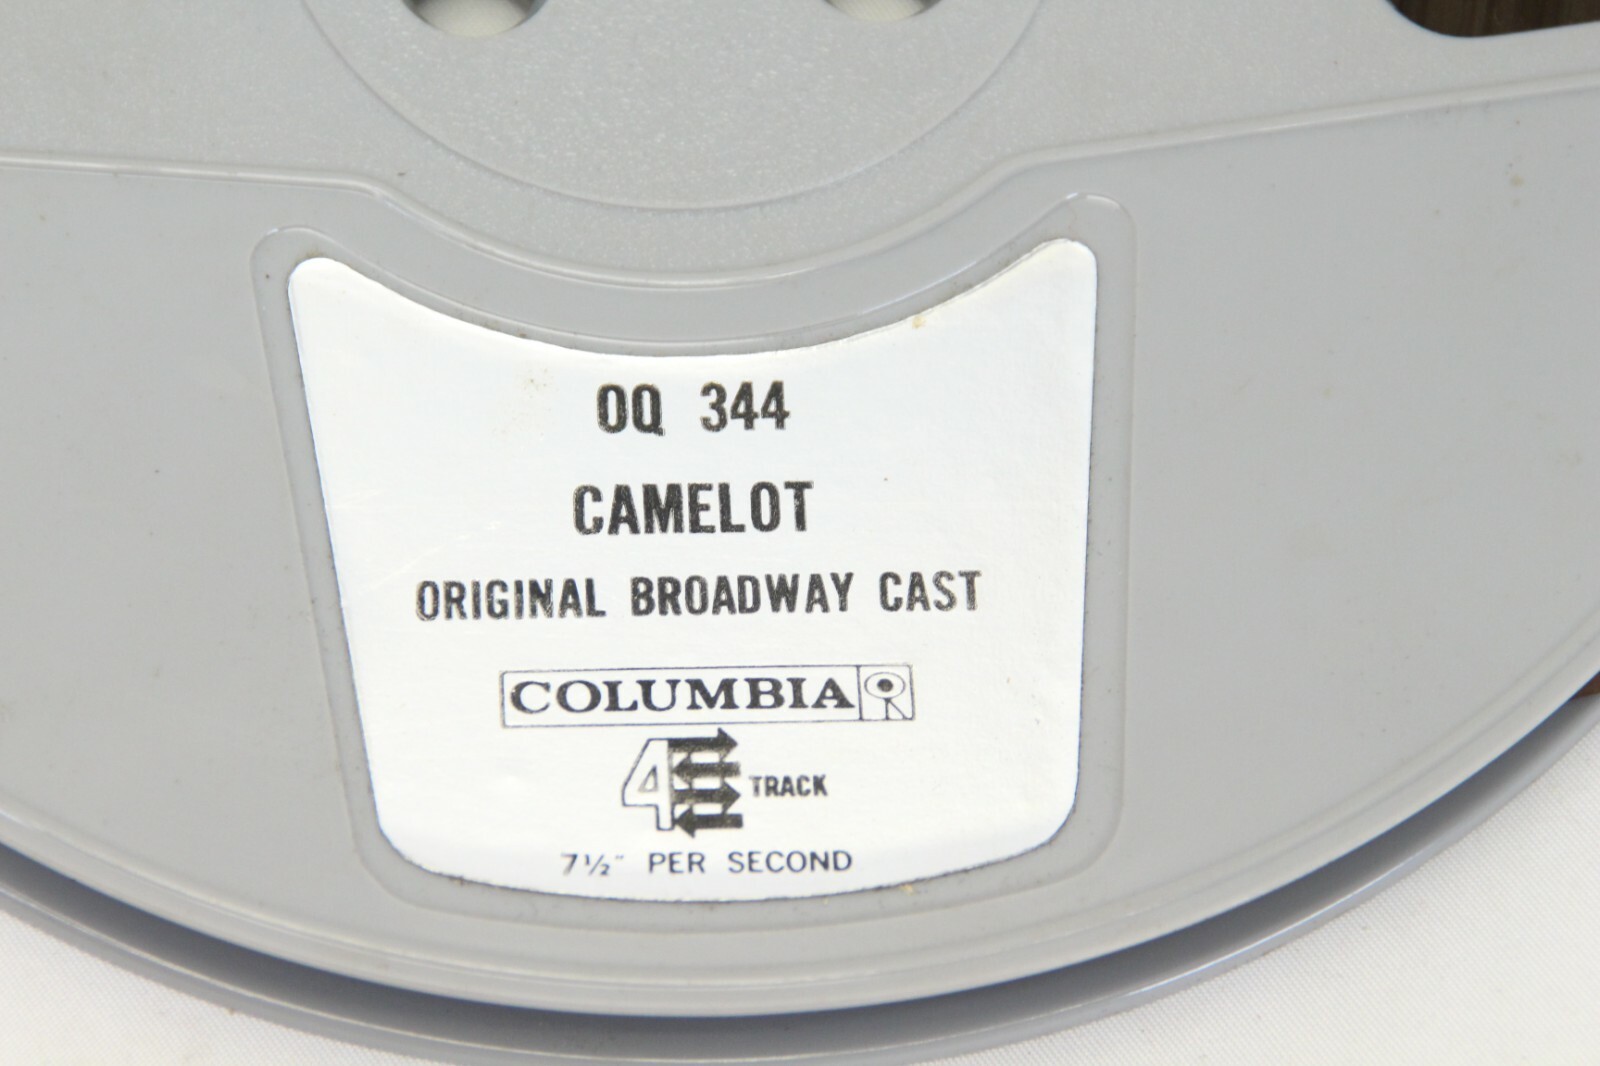 OQ 344
CAMELOT
ORIGINAL BROADWAY CAST
COLUMBIA
4 TRACK
7½" PER SECOND